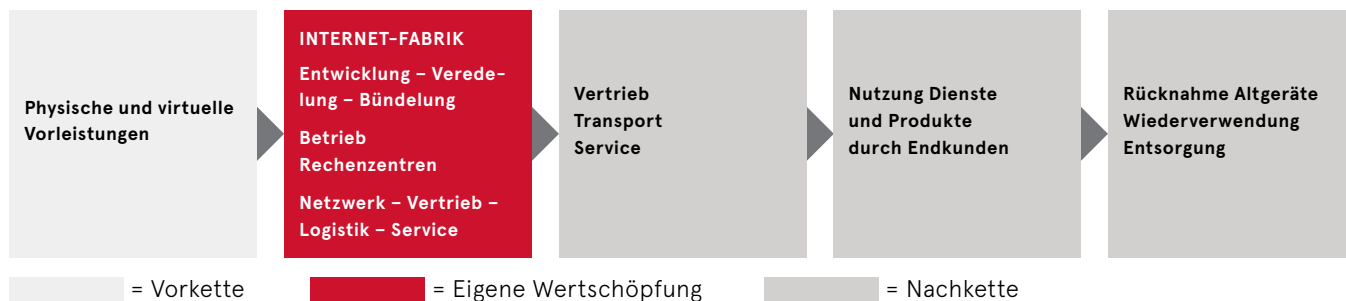 Physische und virtuelle
Vorleistungen
INTERNET-FABRIK
Entwicklung – Verede-
lung – Bündelung
Betrieb
Rechenzentren
Netzwerk – Vertrieb –
Logistik – Service
Vertrieb
Transport
Service
Nutzung Dienste
und Produkte
durch Endkunden
Rücknahme Altgeräte
Wiederverwendung
Entsorgung
= Vorkette
= Eigene Wertschöpfung
= Nachkette